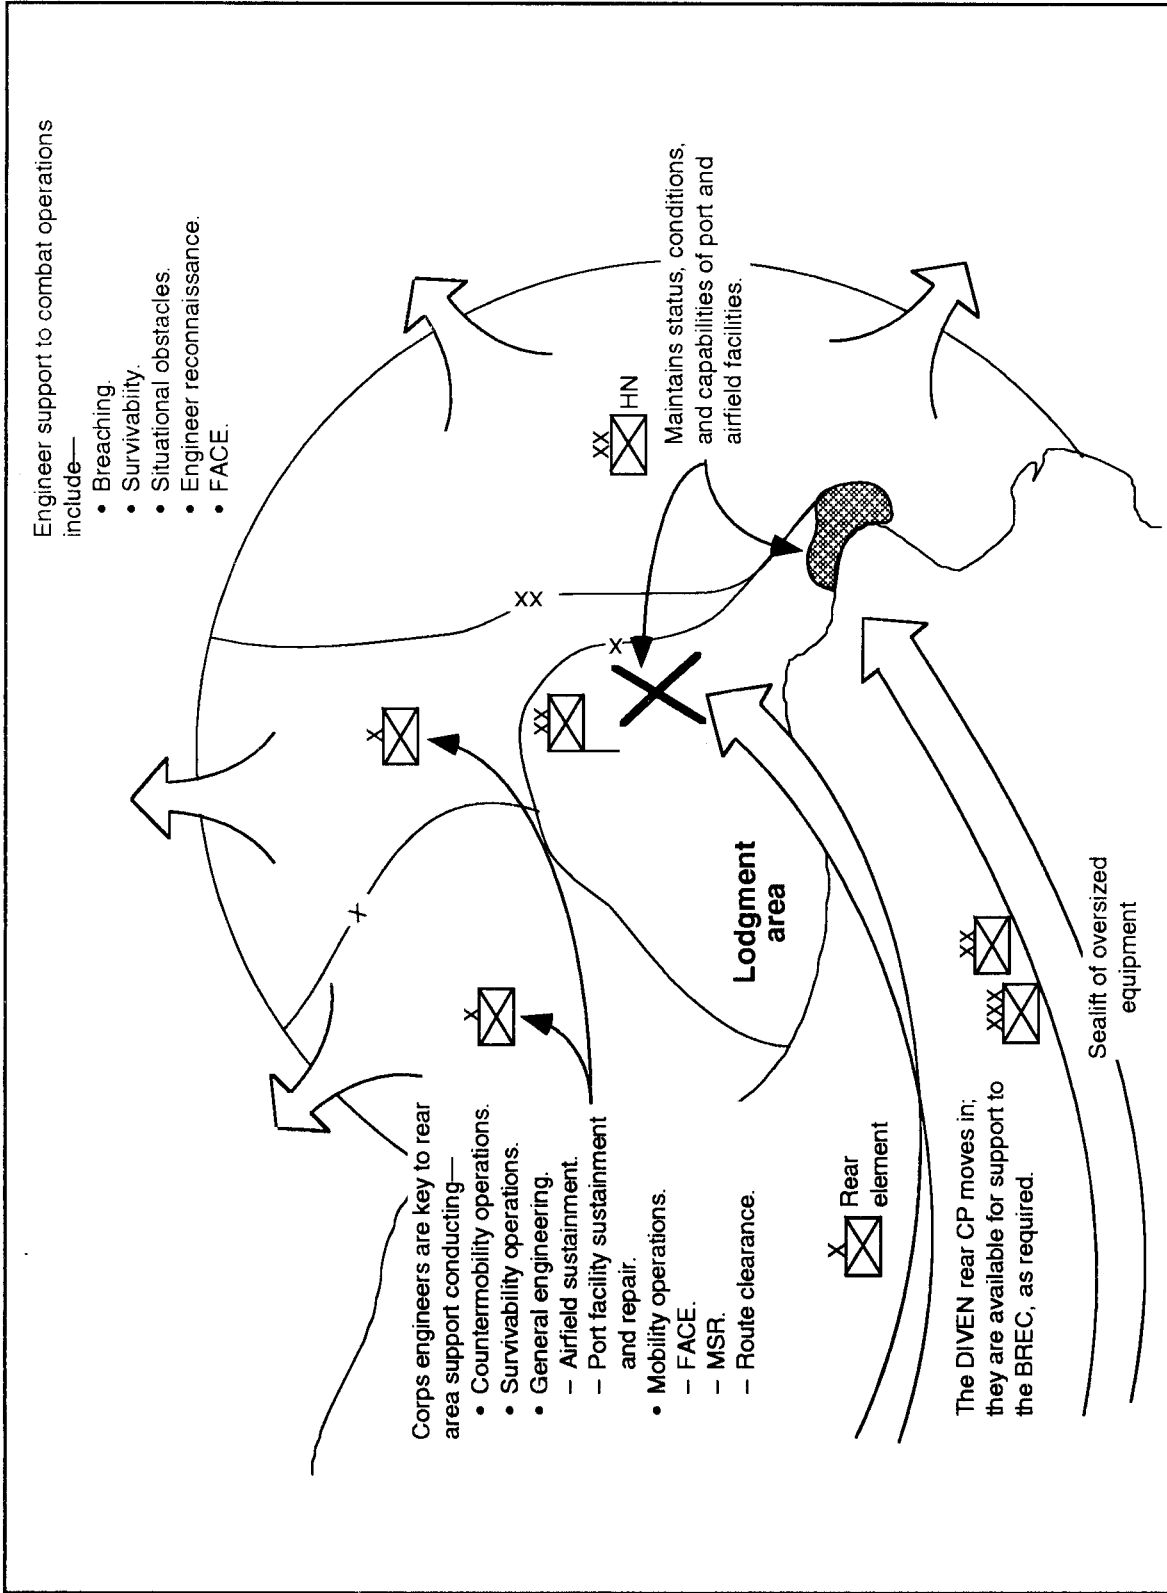 Engineer support to combat operations
include—
• Breaching.
• Survivabiity.
• Situational obstacles.
• Engineer reconnaissance.
• FACE.
XX
HN
Maintains status, conditions,
and capabilities of port and
airfield facilities.
XX
X
X
XX
X
X
Lodgment
area
Corps engineers are key to rear
area support conducting—
• Countermobility operations.
• Survivability operations.
• General engineering.
– Airfield sustainment.
– Port facility sustainment
and repair.
• Mobility operations.
– FACE.
– MSR.
– Route clearance.
X
Rear
element
XXX
XX
The DIVEN rear CP moves in;
they are available for support to
the BREC, as required.
Sealift of oversized
equipment